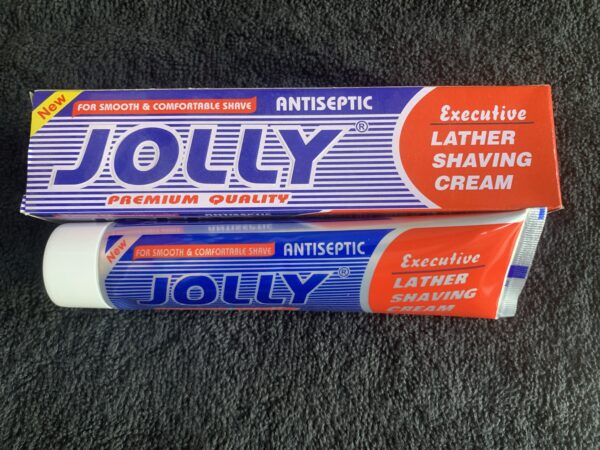 New
FOR SMOOTH & COMFORTABLE SHAVE
ANTISEPTIC
JOLLY®
PREMIUM QUALITY
Executive
LATHER
SHAVING
CREAM
New
FOR SMOOTH & COMFORTABLE SHAVE
ANTISEPTIC
JOLLY®
Executive
LATHER
SHAVING
CREAM